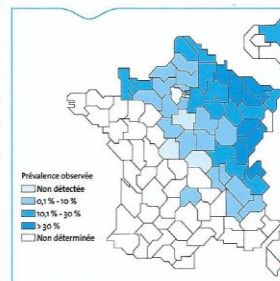 Prévalence observée
Non détectée
0,1 % - 10 %
10,1 % - 30 %
> 30 %
Non déterminée